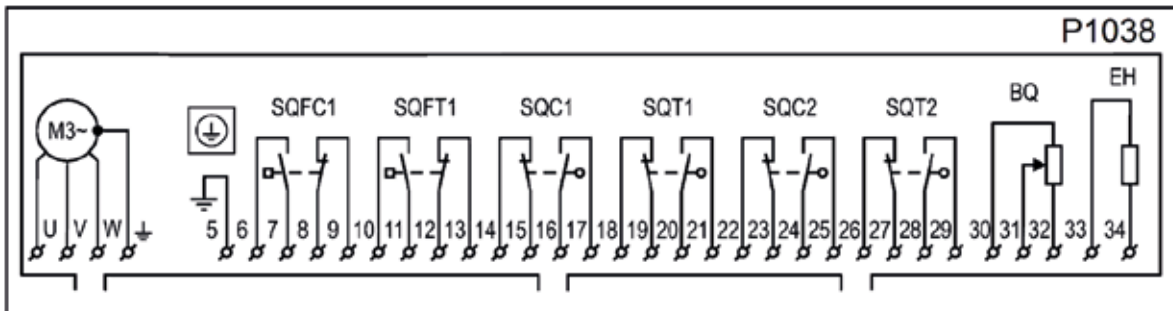 P1038
EH
BQ
SQFC1 SQFT1 SQC1 SQT1 SQC2 SQT2
M3~
U V W 5 6 7 8 9 10 11 12 13 14 15 16 17 18 19 20 21 22 23 24 25 26 27 28 29 30 31 32 33 34